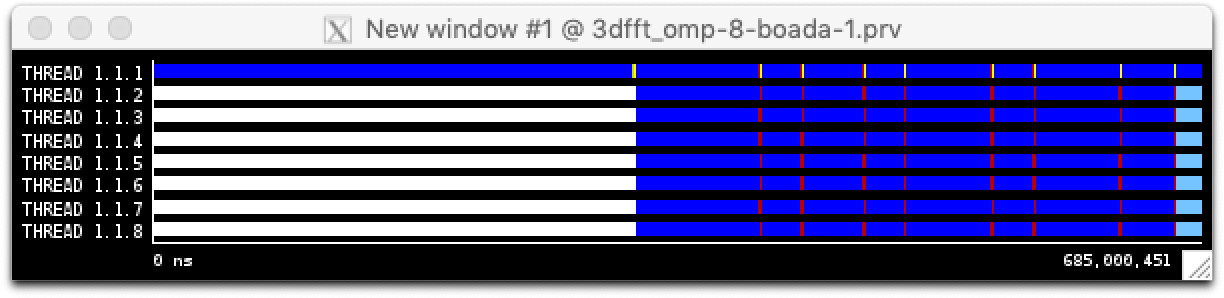 New window #1 @ 3dfft_omp-8-boada-1.prv
THREAD 1.1.1
THREAD 1.1.2
THREAD 1.1.3
THREAD 1.1.4
THREAD 1.1.5
THREAD 1.1.6
THREAD 1.1.7
THREAD 1.1.8
0 ns 685,000,451